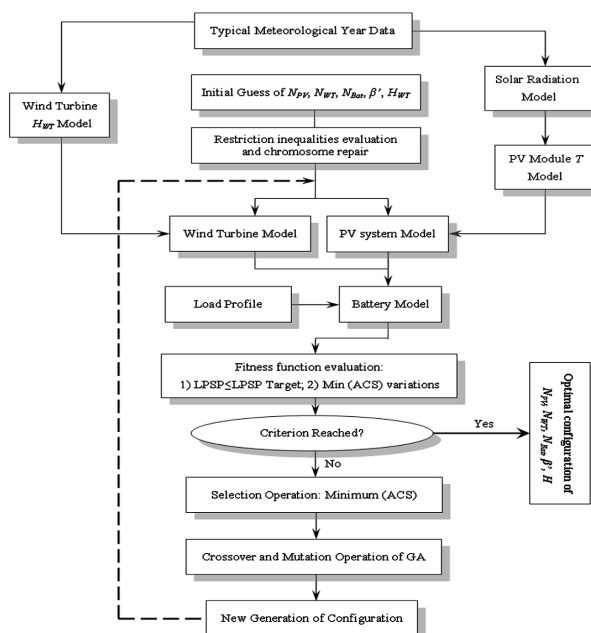 Typical Meteorological Year Data
Wind Turbine
H_WT Model
Initial Guess of N_PV, N_WT, N_Bat, β', H_WT
Solar Radiation
Model
Restriction inequalities evaluation
and chromosome repair
PV Module T
Model
Wind Turbine Model
PV system Model
Load Profile
Battery Model
Fitness function evaluation:
1) LPSP≤LPSP Target; 2) Min (ACS) variations
Criterion Reached?
Yes
Optimal configuration of
N_PV, N_WT, N_Bat, β', H
No
Selection Operation: Minimum (ACS)
Crossover and Mutation Operation of GA
New Generation of Configuration